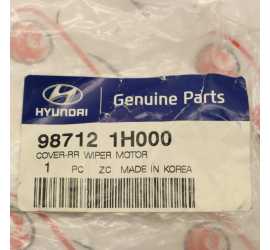 HYUNDAI
Genuine Parts
98712 1H000
COVER-RR WIPER MOTOR
1 PC ZC MADE IN KOREA